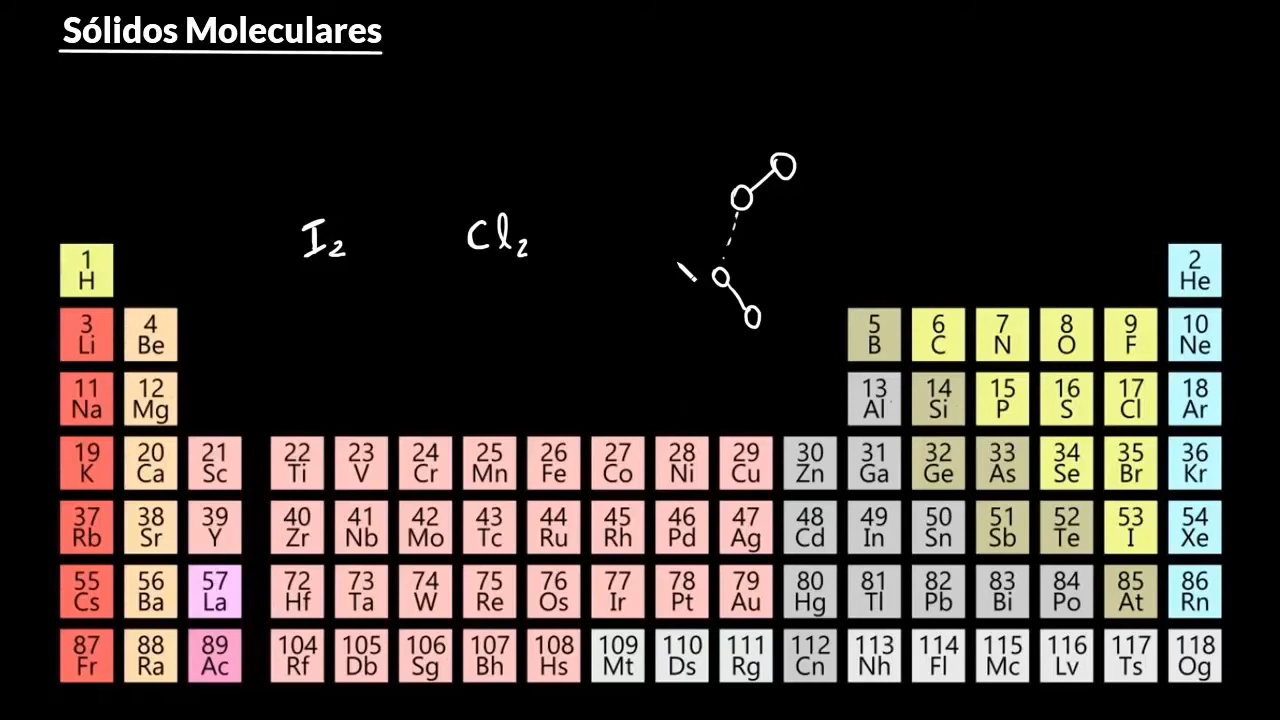 Sólidos Moleculares
I₂ Cl₂
1 2
H He
3 4 5 6 7 8 9 10
Li Be B C N O F Ne
11 12 13 14 15 16 17 18
Na Mg Al Si P S Cl Ar
19 20 21 22 23 24 25 26 27 28 29 30 31 32 33 34 35 36
K Ca Sc Ti V Cr Mn Fe Co Ni Cu Zn Ga Ge As Se Br Kr
37 38 39 40 41 42 43 44 45 46 47 48 49 50 51 52 53 54
Rb Sr Y Zr Nb Mo Tc Ru Rh Pd Ag Cd In Sn Sb Te I Xe
55 56 57 72 73 74 75 76 77 78 79 80 81 82 83 84 85 86
Cs Ba La Hf Ta W Re Os Ir Pt Au Hg Tl Pb Bi Po At Rn
87 88 89 104 105 106 107 108 109 110 111 112 113 114 115 116 117 118
Fr Ra Ac Rf Db Sg Bh Hs Mt Ds Rg Cn Nh Fl Mc Lv Ts Og